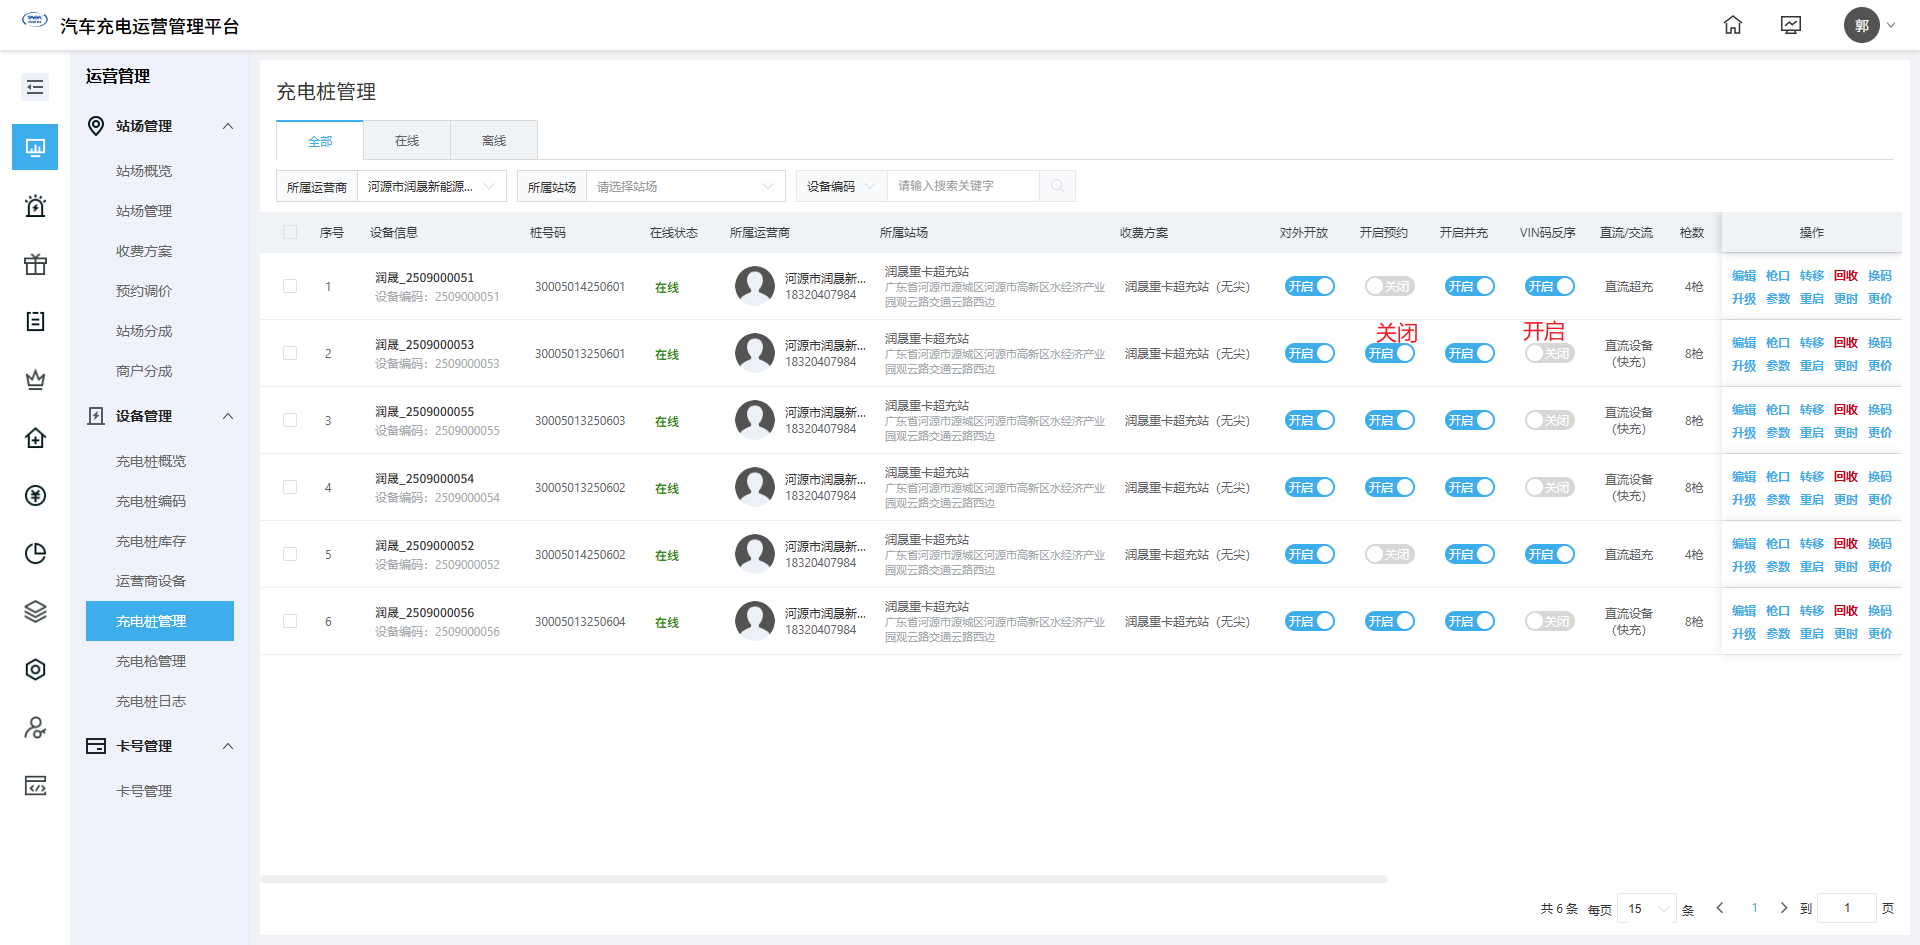 汽车充电运营管理平台
郭
运营管理
站场管理
站场概览
站场管理
收费方案
预约调价
站场分成
商户分成
设备管理
充电桩概览
充电桩编码
充电桩库存
运营商设备
充电桩管理
充电枪管理
充电桩日志
卡号管理
卡号管理
充电桩管理
全部 在线 离线
所属运营商 河源市润晟新能源... 所属站场 请选择站场 设备编码 请输入搜索关键字
序号 设备信息 桩号码 在线状态 所属运营商 所属站场 收费方案 对外开放 开启预约 开启并充 VIN码反序 直流/交流 枪数 操作
1 润晟_2509000051 设备编码：2509000051 30005014250601 在线 河源市润晟新... 18320407984 润晟重卡超充站 广东省河源市源城区河源市高新区水经济产业园观云路交通云路西边 润晟重卡超充站（无尖） 开启 关闭 开启 开启 直流超充 4枪 编辑 枪口 转移 回收 换码 升级 参数 重启 更时 更价
关闭 开启
2 润晟_2509000053 设备编码：2509000053 30005013250601 在线 河源市润晟新... 18320407984 润晟重卡超充站 广东省河源市源城区河源市高新区水经济产业园观云路交通云路西边 润晟重卡超充站（无尖） 开启 开启 开启 关闭 直流设备（快充） 8枪 编辑 枪口 转移 回收 换码 升级 参数 重启 更时 更价
3 润晟_2509000055 设备编码：2509000055 30005013250603 在线 河源市润晟新... 18320407984 润晟重卡超充站 广东省河源市源城区河源市高新区水经济产业园观云路交通云路西边 润晟重卡超充站（无尖） 开启 开启 开启 关闭 直流设备（快充） 8枪 编辑 枪口 转移 回收 换码 升级 参数 重启 更时 更价
4 润晟_2509000054 设备编码：2509000054 30005013250602 在线 河源市润晟新... 18320407984 润晟重卡超充站 广东省河源市源城区河源市高新区水经济产业园观云路交通云路西边 润晟重卡超充站（无尖） 开启 开启 开启 关闭 直流设备（快充） 8枪 编辑 枪口 转移 回收 换码 升级 参数 重启 更时 更价
5 润晟_2509000052 设备编码：2509000052 30005014250602 在线 河源市润晟新... 18320407984 润晟重卡超充站 广东省河源市源城区河源市高新区水经济产业园观云路交通云路西边 润晟重卡超充站（无尖） 开启 关闭 开启 开启 直流超充 4枪 编辑 枪口 转移 回收 换码 升级 参数 重启 更时 更价
6 润晟_2509000056 设备编码：2509000056 30005013250604 在线 河源市润晟新... 18320407984 润晟重卡超充站 广东省河源市源城区河源市高新区水经济产业园观云路交通云路西边 润晟重卡超充站（无尖） 开启 开启 开启 关闭 直流设备（快充） 8枪 编辑 枪口 转移 回收 换码 升级 参数 重启 更时 更价
共 6 条 每页 15 条 1 到 1 页